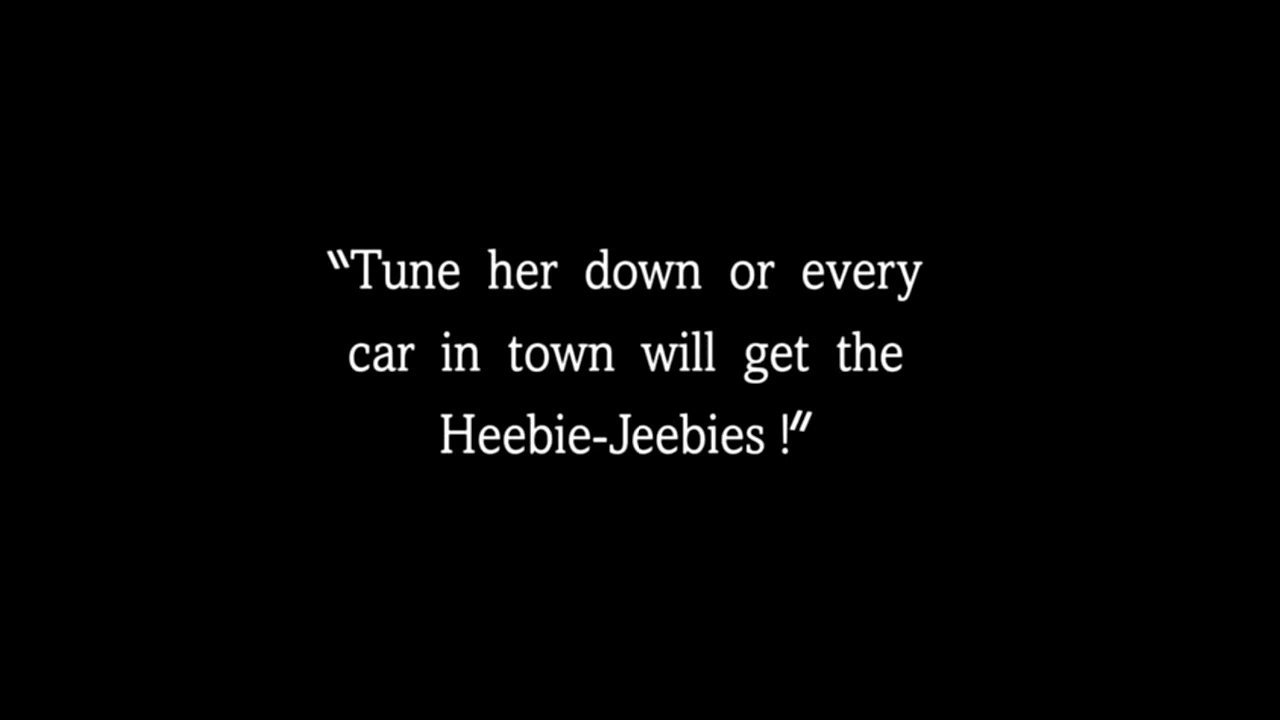 “Tune her down or every
car in town will get the
Heebie-Jeebies !”